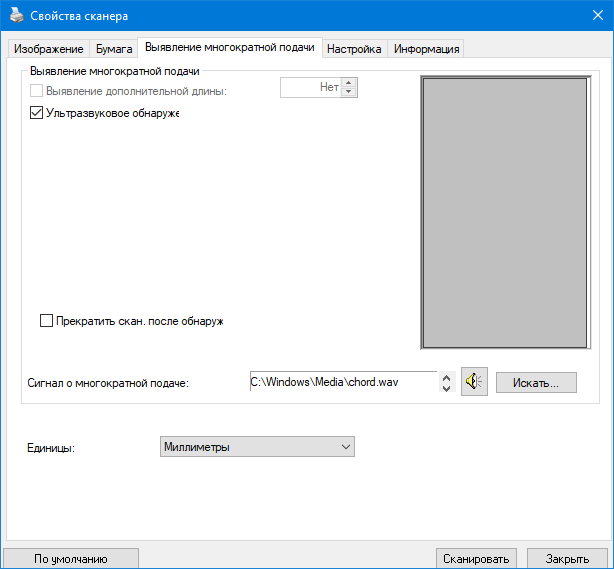 Свойства сканера
Изображение Бумага Выявление многократной подачи Настройка Информация
Выявление многократной подачи
Выявление дополнительной длины: Нет
Ультразвуковое обнаруже
Прекратить скан. после обнаруж
Сигнал о многократной подаче: C:\Windows\Media\chord.wav Искать...
Единицы: Миллиметры
По умолчанию Сканировать Закрыть